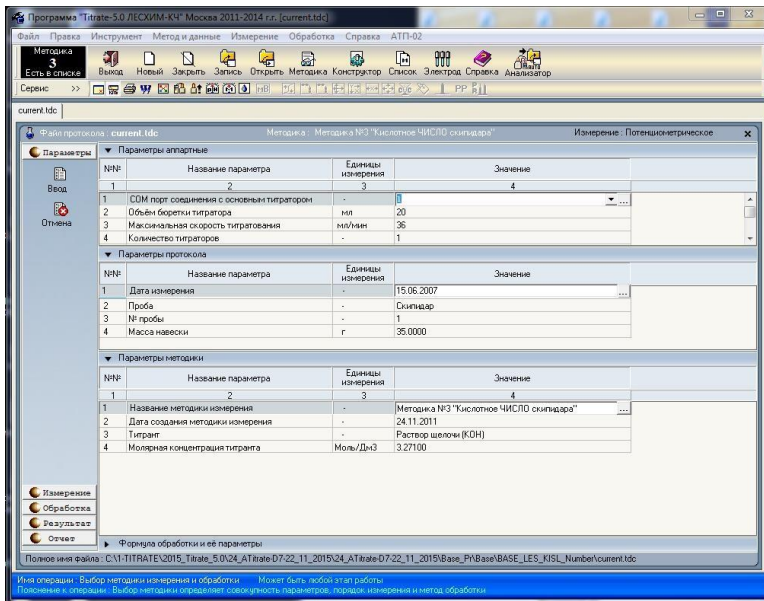 Программа "Titrate-5.0 ЛЕСХИМ-КЧ" Москва 2011-2014 г.г. [current.tdc]
Файл Правка Инструмент Метод и данные Измерение Обработка Справка АТП-02
Методика
3
Есть в списке
Выход Новый Закрыть Запись Открыть Методика Конструктор Список Электрод Справка Анализатор
Сервис >>
PP
current.tdc
Файл протокола : current.tdc Методика : Методика №3 "Кислотное ЧИСЛО скипидара" Измерение : Потенциометрическое
Параметры
Ввод
Отмена
Параметры аппартные
№№ Название параметра Единицы измерения Значение
1 2 3 4
1 COM порт соединения с основным титратором - 1
2 Объём бюретки титратора мл 20
3 Максимальная скорость титратования мл/мин 36
4 Количество титраторов - 1
Параметры протокола
№№ Название параметра Единицы измерения Значение
1 Дата измерения - 15.06.2007
2 Проба - Скипидар
3 № пробы - 1
4 Масса навески г 35.0000
Параметры методики
№№ Название параметра Единицы измерения Значение
1 2 3 4
1 Название методики измерения - Методика №3 "Кислотное ЧИСЛО скипидара"
2 Дата создания методики измерения - 24.11.2011
3 Титрант - Раствор щелочи (KOH)
4 Молярная концентрация титранта Моль/Дм3 3.27100
Измерение
Обработка
Результат
Отчет
Формула обработки и её параметры
Полное имя файла : C:\1-TITRATE\2015_Titrate_5.0\24_ATitrate-D7-22_11_2015\24_ATitrate-D7-22_11_2015\Base_Pr\Base\BASE_LES_KISL_Number\current.tdc
Имя операции : Выбор методики измерения и обработки Может быть любой этап работы
Пояснение к операции : Выбор методики определяет совокупность параметров, порядок измерения и метод обработки